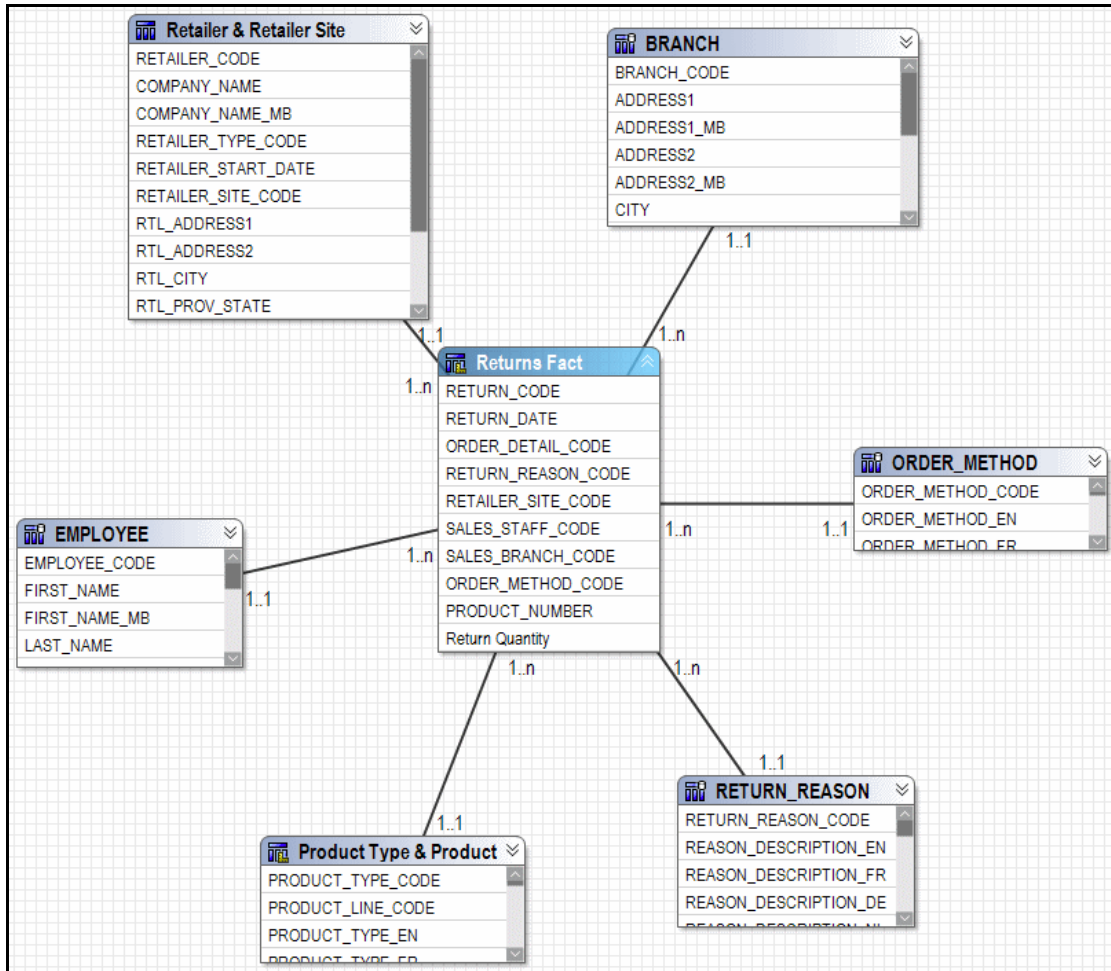 Retailer & Retailer Site
RETAILER_CODE
COMPANY_NAME
COMPANY_NAME_MB
RETAILER_TYPE_CODE
RETAILER_START_DATE
RETAILER_SITE_CODE
RTL_ADDRESS1
RTL_ADDRESS2
RTL_CITY
RTL_PROV_STATE
BRANCH
BRANCH_CODE
ADDRESS1
ADDRESS1_MB
ADDRESS2
ADDRESS2_MB
CITY
1..1
1..n
1..1
1..n
Returns Fact
RETURN_CODE
RETURN_DATE
ORDER_DETAIL_CODE
RETURN_REASON_CODE
RETAILER_SITE_CODE
SALES_STAFF_CODE
SALES_BRANCH_CODE
ORDER_METHOD_CODE
PRODUCT_NUMBER
Return Quantity
ORDER_METHOD
ORDER_METHOD_CODE
ORDER_METHOD_EN
ORDER_METHOD_FR
1..n
1..1
EMPLOYEE
EMPLOYEE_CODE
FIRST_NAME
FIRST_NAME_MB
LAST_NAME
1..n
1..1
1..n
1..n
1..1
1..1
RETURN_REASON
RETURN_REASON_CODE
REASON_DESCRIPTION_EN
REASON_DESCRIPTION_FR
REASON_DESCRIPTION_DE
REASON_DESCRIPTION_NL
Product Type & Product
PRODUCT_TYPE_CODE
PRODUCT_LINE_CODE
PRODUCT_TYPE_EN
PRODUCT_TYPE_FR